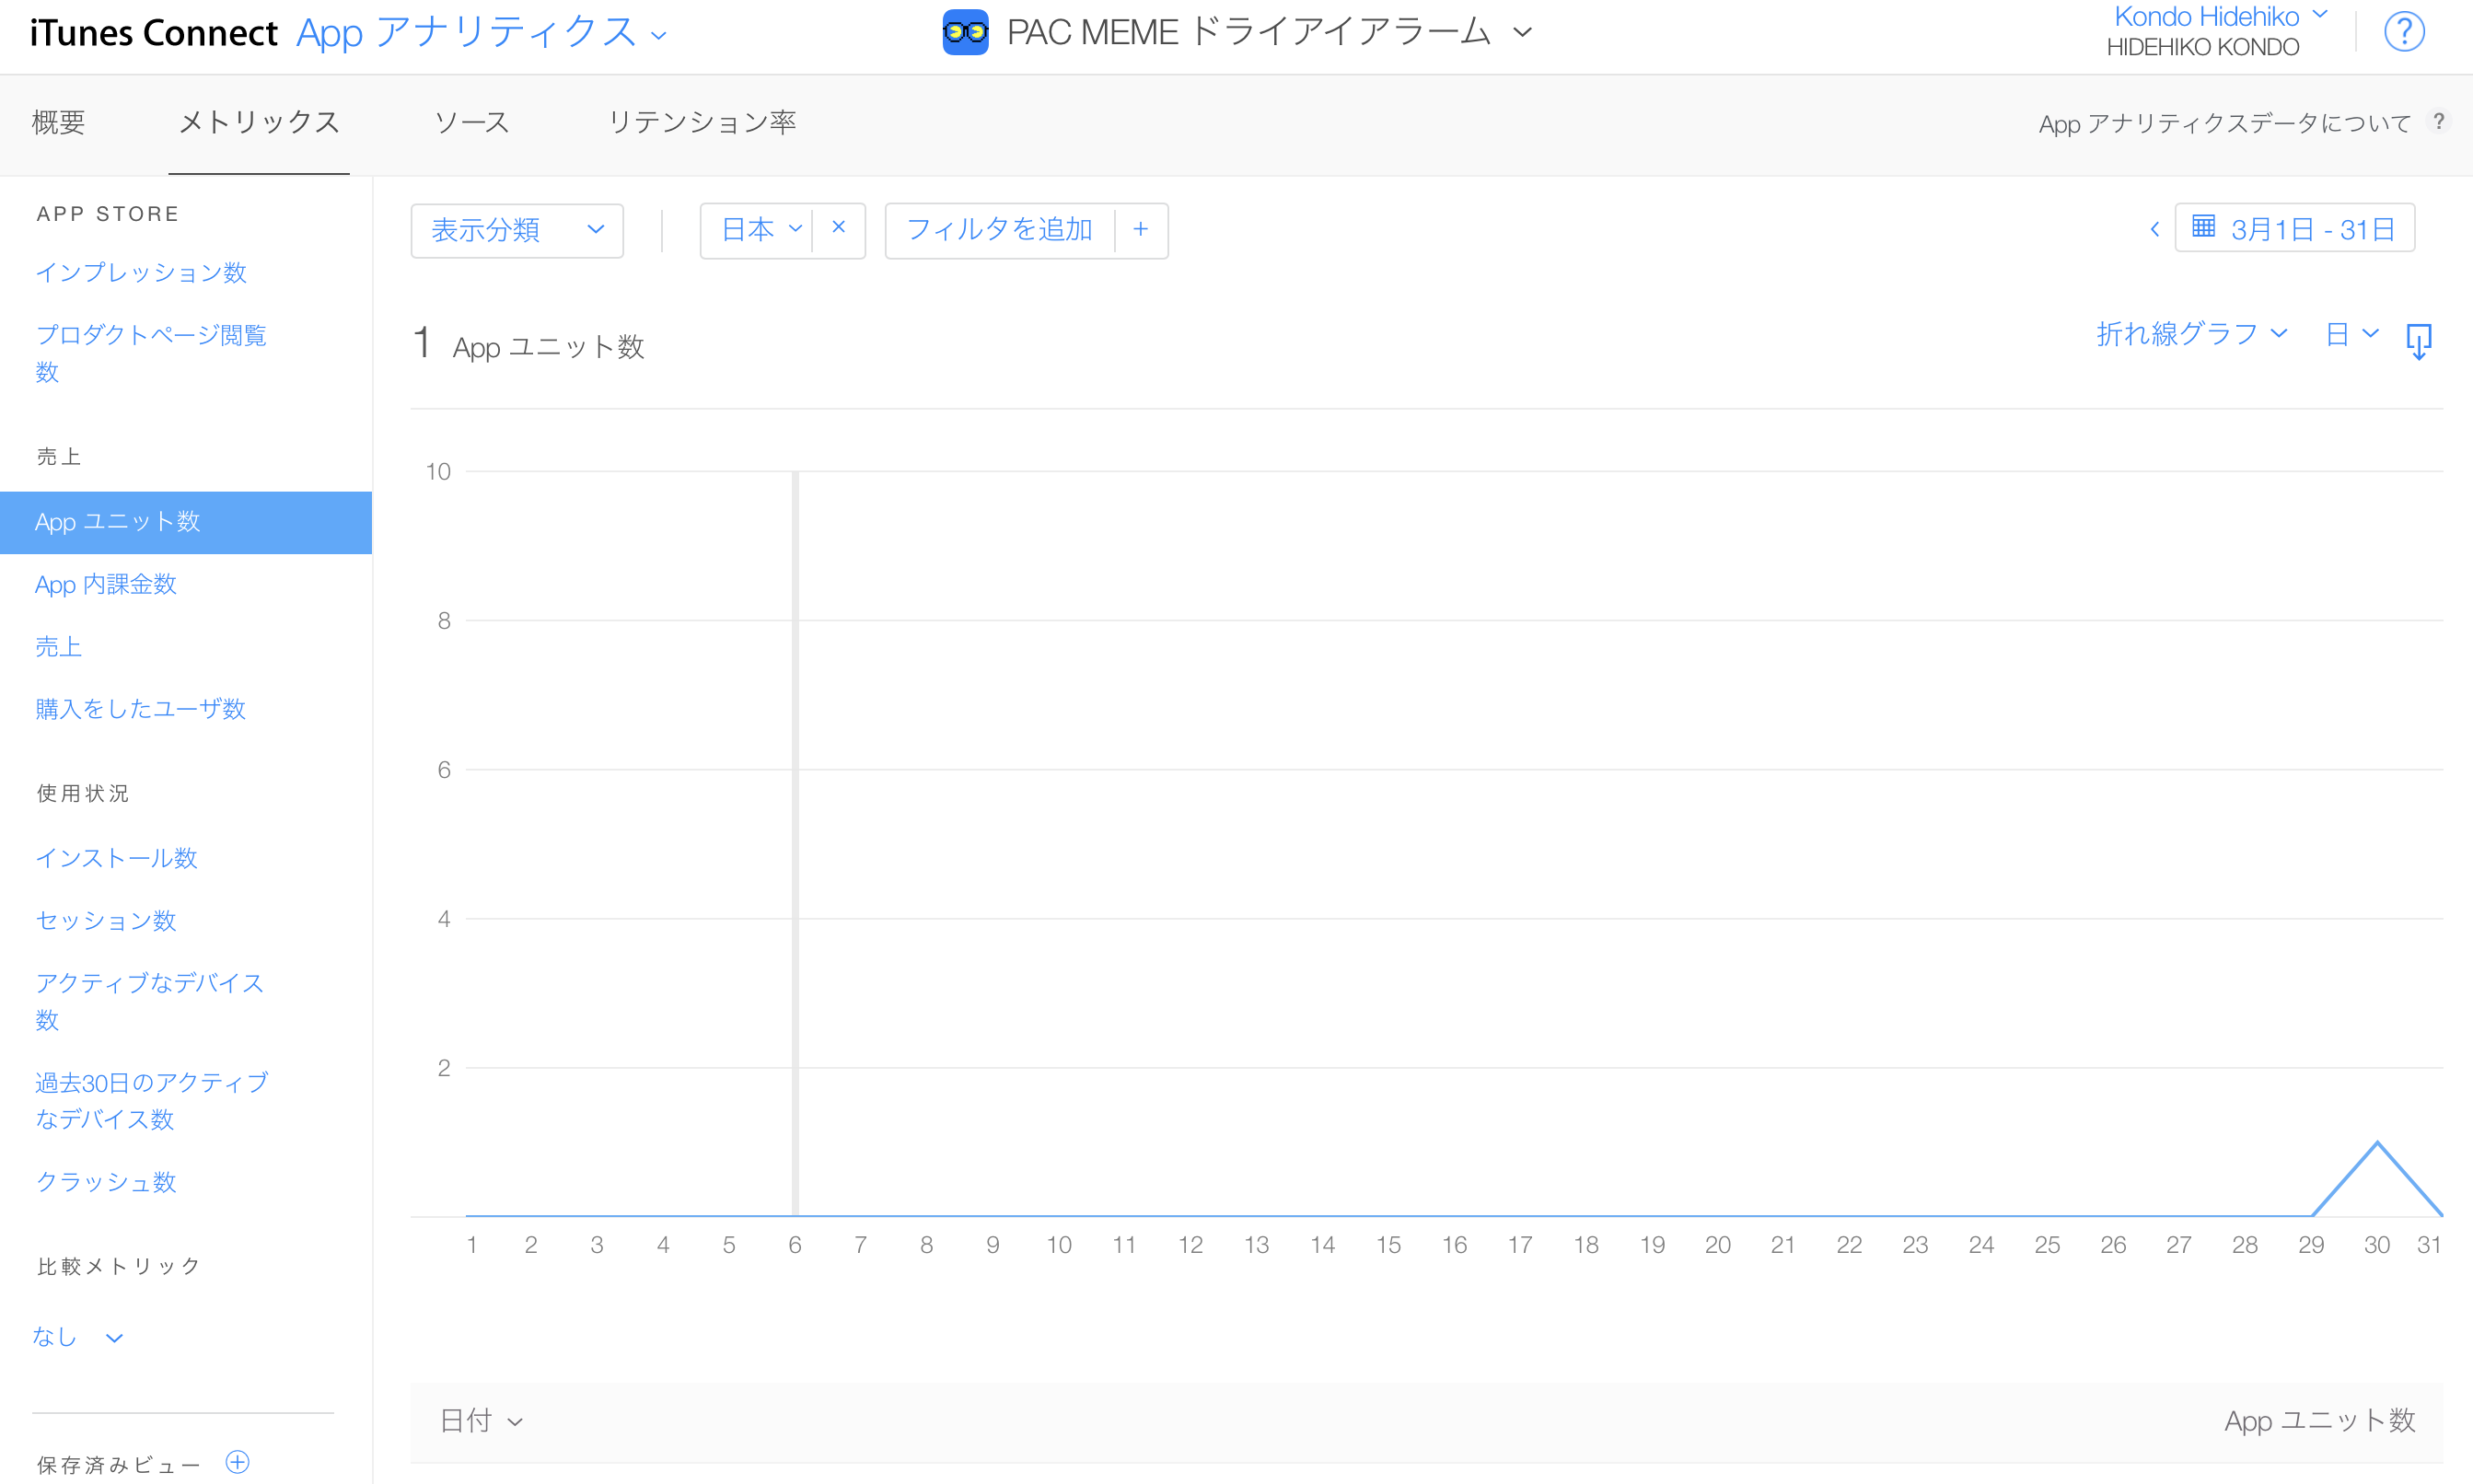 iTunes Connect App アナリティクス
PAC MEME ドライアイアラーム
Kondo Hidehiko
HIDEHIKO KONDO
?
概要 メトリックス ソース リテンション率
App アナリティクスデータについて ?
APP STORE
インプレッション数
プロダクトページ閲覧
数
売上
App ユニット数
App 内課金数
売上
購入をしたユーザ数
使用状況
インストール数
セッション数
アクティブなデバイス
数
過去30日のアクティブ
なデバイス数
クラッシュ数
比較メトリック
なし
保存済みビュー
表示分類 日本 × フィルタを追加 +
3月1日 - 31日
1 App ユニット数
折れ線グラフ 日
10
8
6
4
2
1 2 3 4 5 6 7 8 9 10 11 12 13 14 15 16 17 18 19 20 21 22 23 24 25 26 27 28 29 30 31
日付 App ユニット数